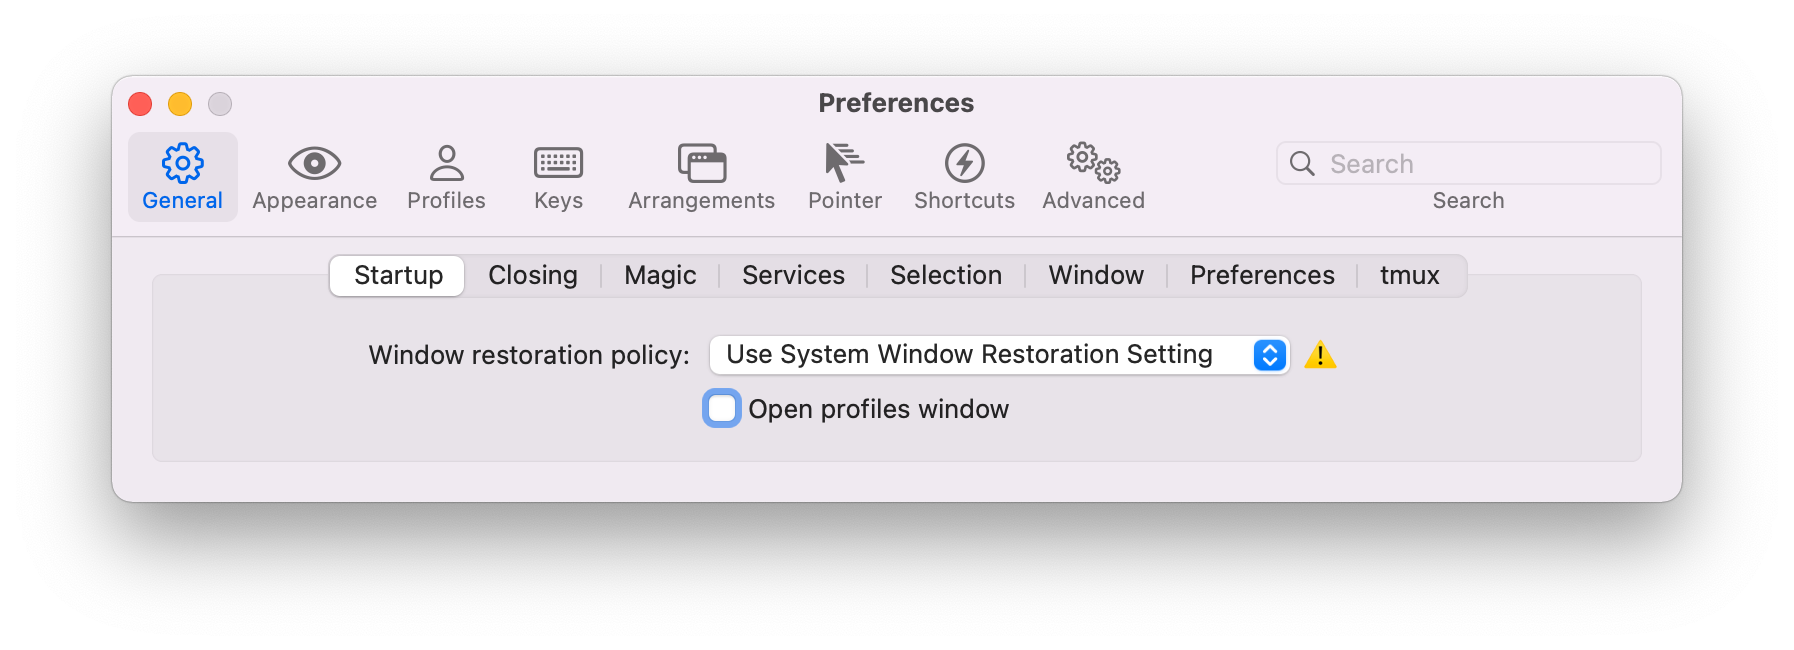 Preferences
General Appearance Profiles Keys Arrangements Pointer Shortcuts Advanced
Search
Search
Startup Closing Magic Services Selection Window Preferences tmux
Window restoration policy: Use System Window Restoration Setting
Open profiles window